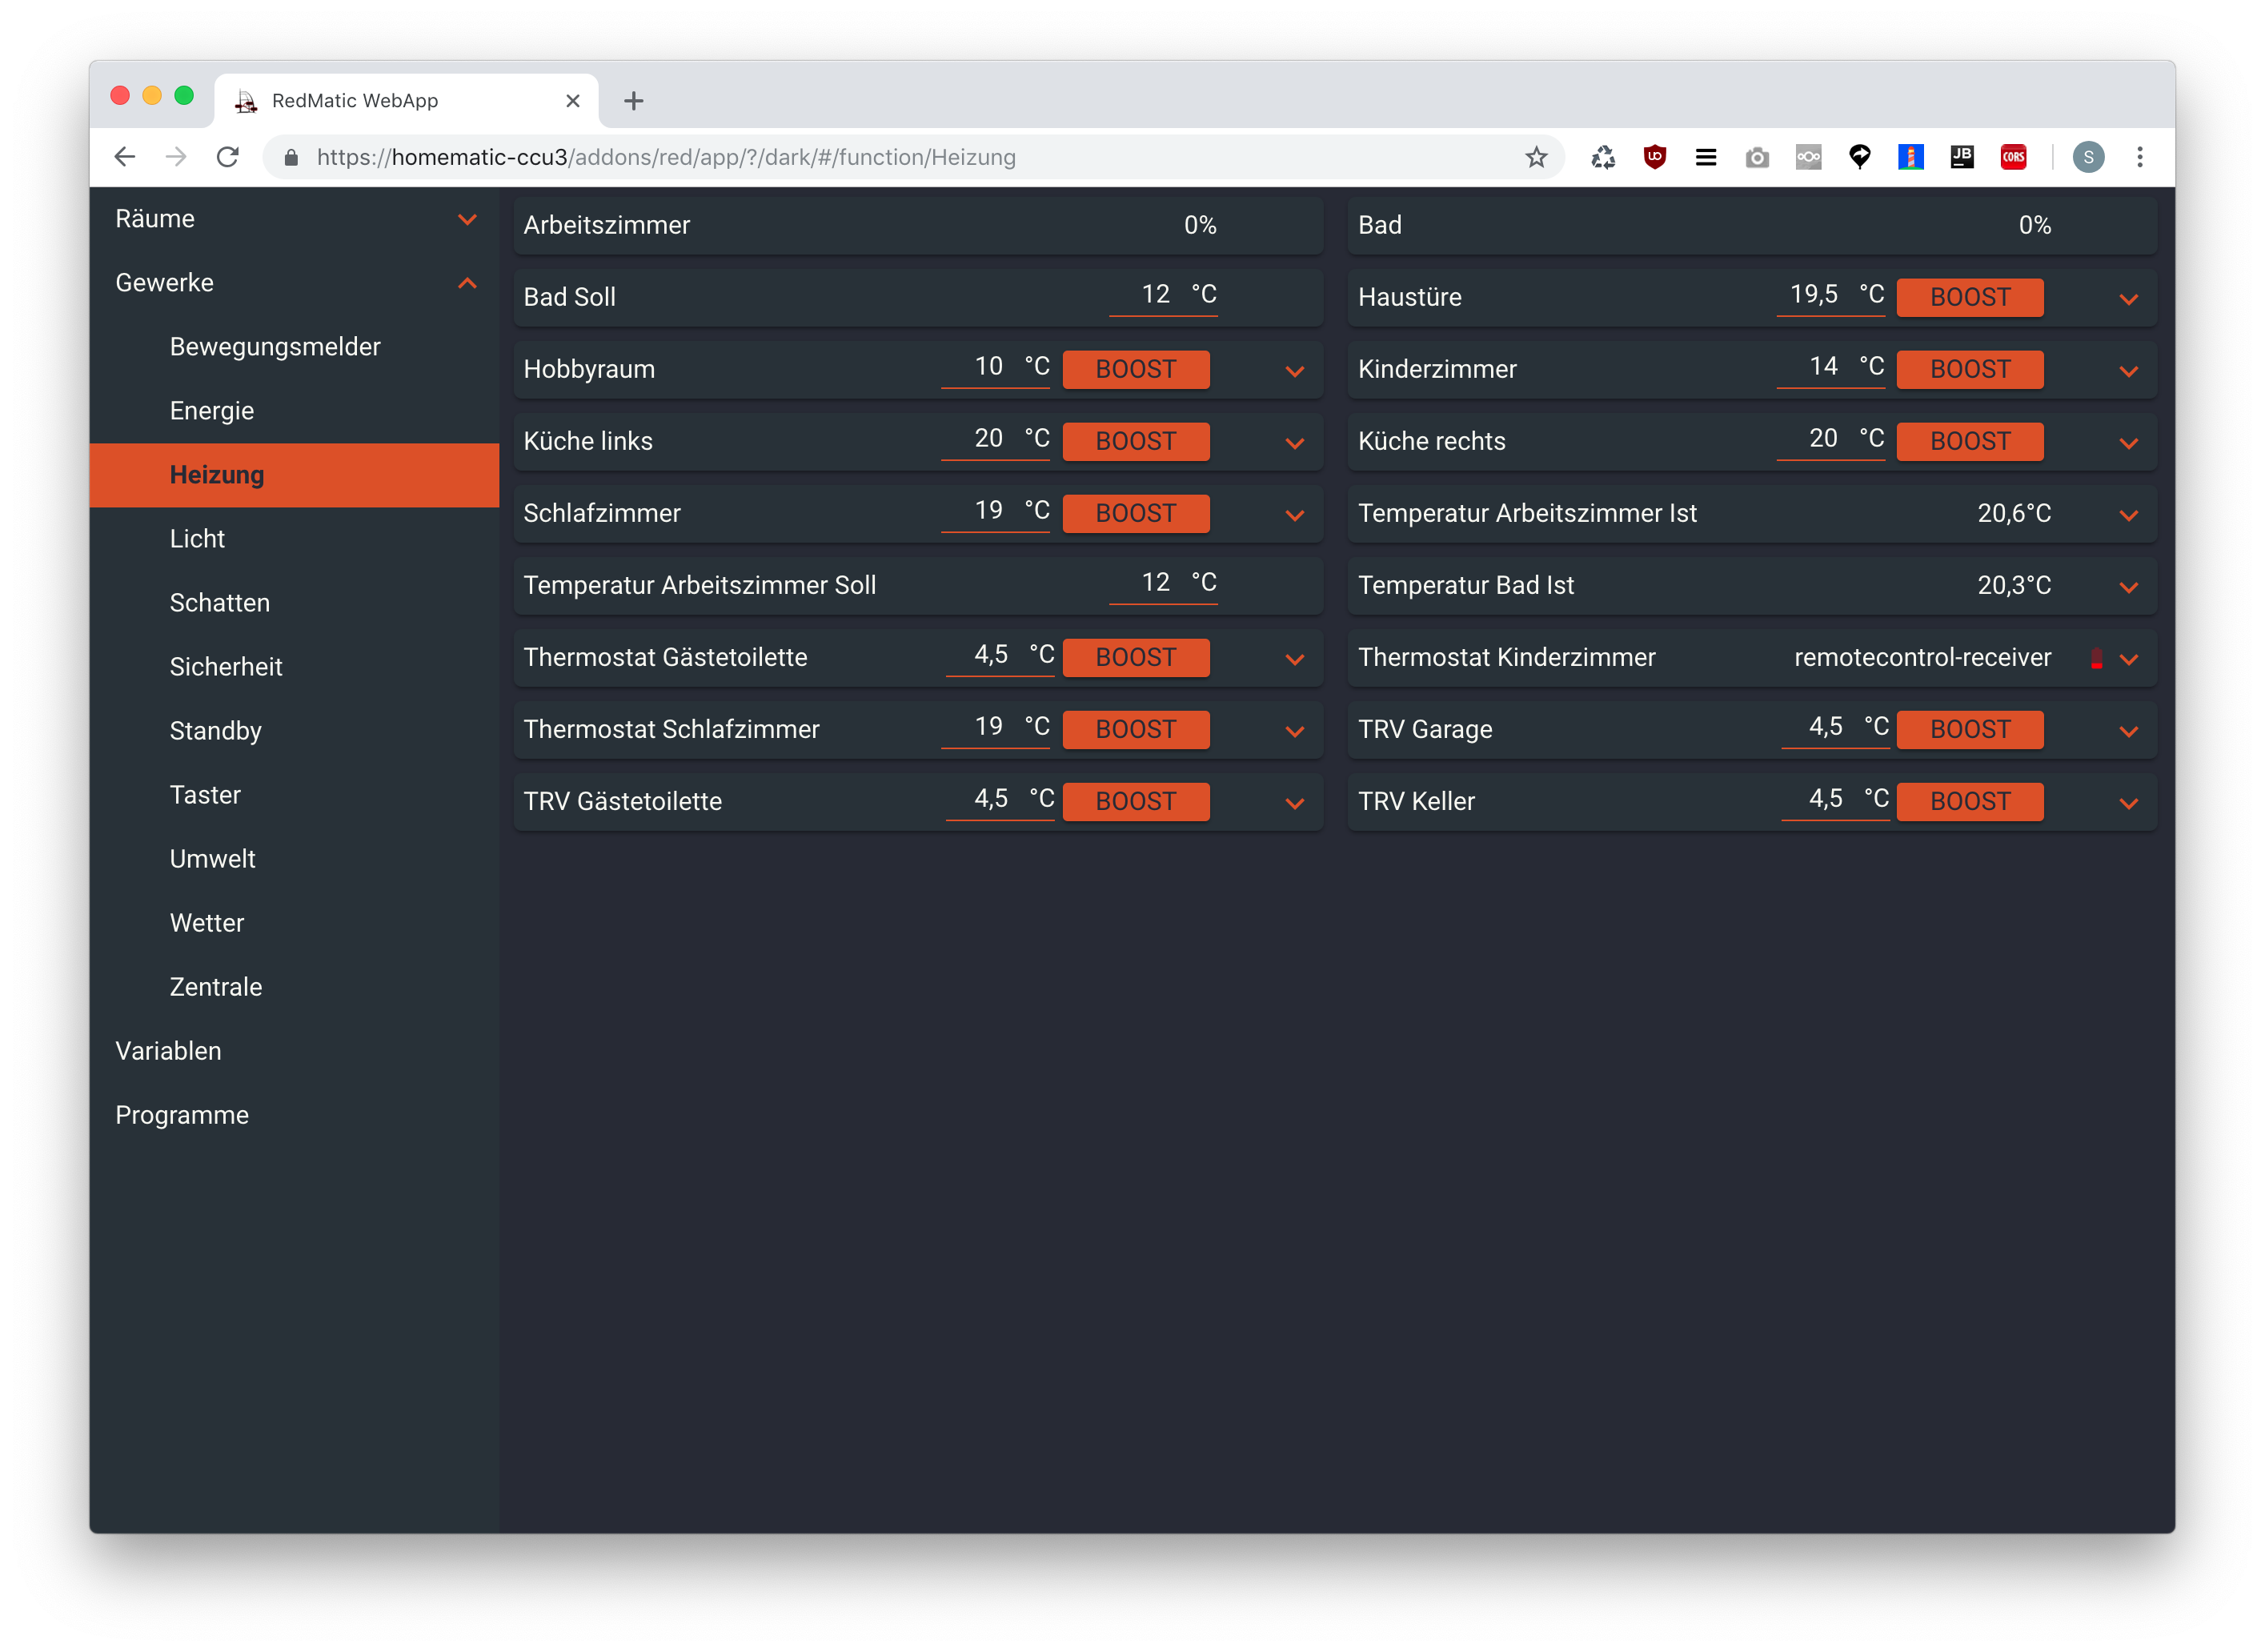 RedMatic WebApp
https://homematic-ccu3/addons/red/app/?/dark/#/function/Heizung
UO
JB
CORS
S
Räume
Gewerke
Bewegungsmelder
Energie
Heizung
Licht
Schatten
Sicherheit
Standby
Taster
Umwelt
Wetter
Zentrale
Variablen
Programme
Arbeitszimmer 0%
Bad 0%
Bad Soll 12 °C
Haustüre 19,5 °C BOOST
Hobbyraum 10 °C BOOST
Kinderzimmer 14 °C BOOST
Küche links 20 °C BOOST
Küche rechts 20 °C BOOST
Schlafzimmer 19 °C BOOST
Temperatur Arbeitszimmer Ist 20,6°C
Temperatur Arbeitszimmer Soll 12 °C
Temperatur Bad Ist 20,3°C
Thermostat Gästetoilette 4,5 °C BOOST
Thermostat Kinderzimmer remotecontrol-receiver
Thermostat Schlafzimmer 19 °C BOOST
TRV Garage 4,5 °C BOOST
TRV Gästetoilette 4,5 °C BOOST
TRV Keller 4,5 °C BOOST